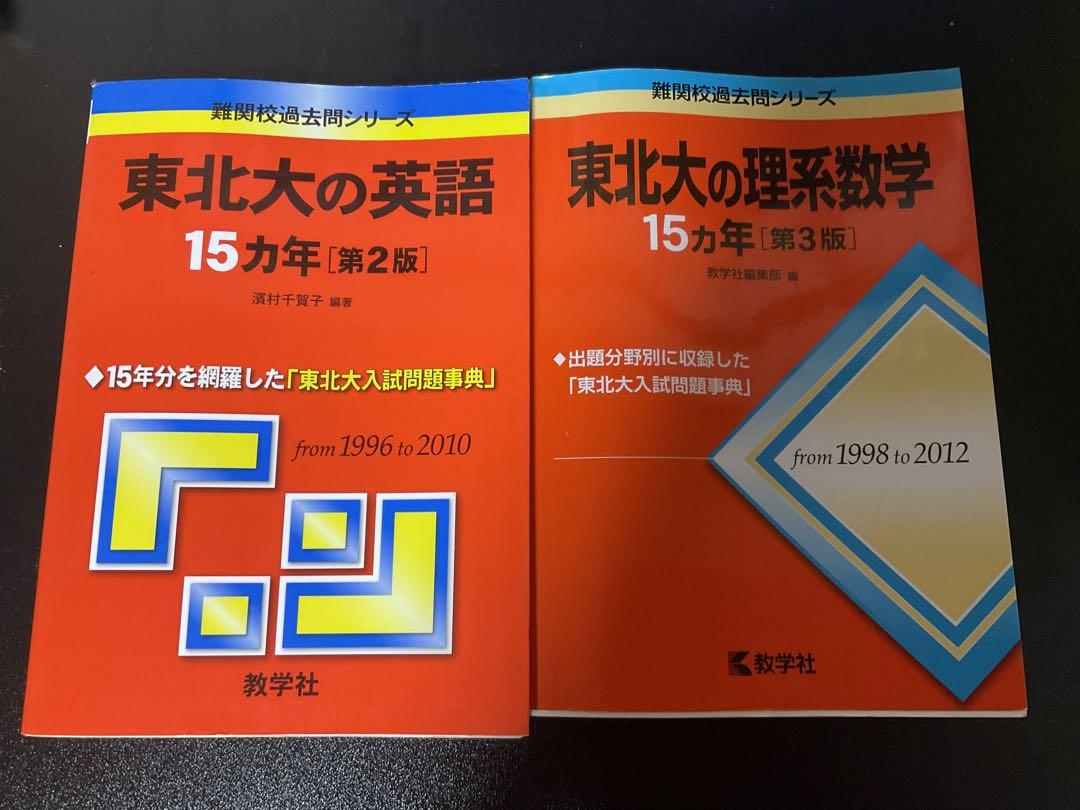 難関校過去問シリーズ
東北大の英語
15カ年[第2版]
濱村千賀子 編著
◆15年分を網羅した「東北大入試問題事典」
from 1996 to 2010
教学社
難関校過去問シリーズ
東北大の理系数学
15カ年[第3版]
教学社編集部 編
◆出題分野別に収録した
「東北大入試問題事典」
from 1998 to 2012
教学社